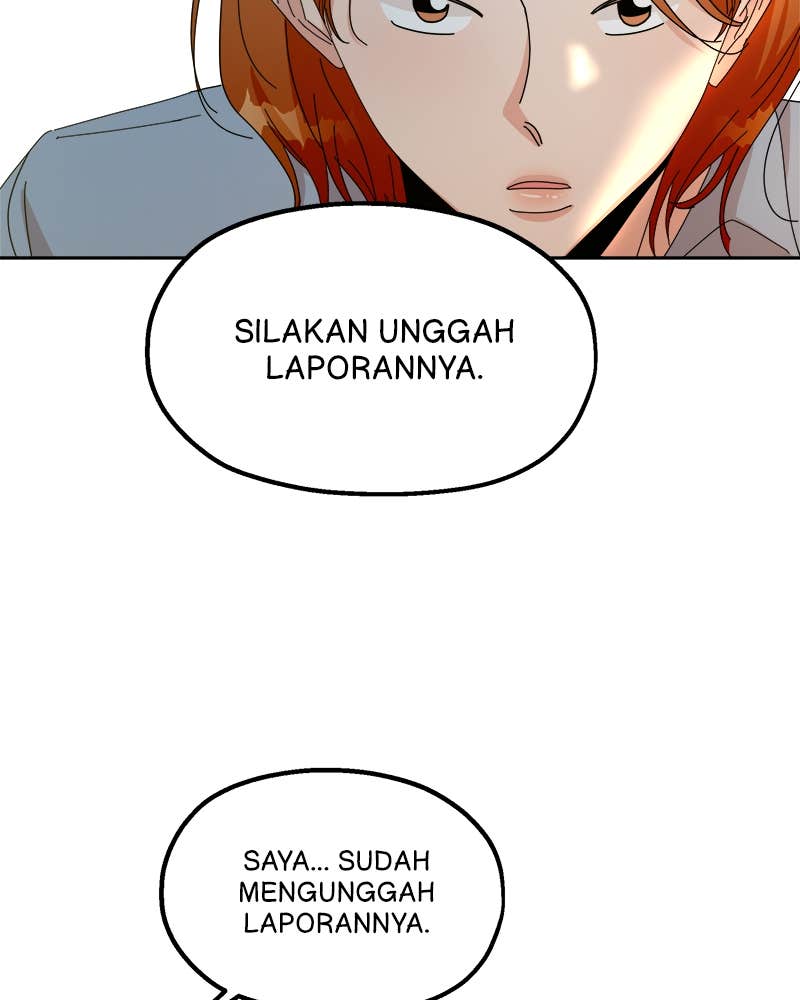 SILAKAN UNGGAH
LAPORANNYA.
SAYA... SUDAH
MENGUNGGAH
LAPORANNYA.